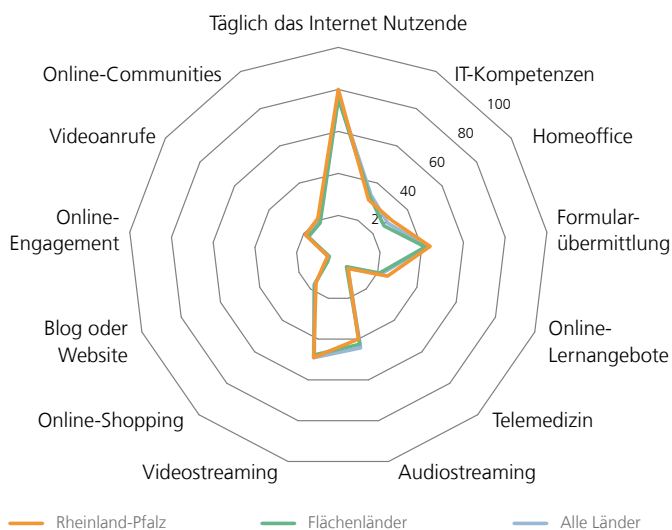 Täglich das Internet Nutzende
Online-Communities
IT-Kompetenzen
100
Videoanrufe
80
Homeoffice
60
40
2
Online-
Engagement
Formular-
übermittlung
Blog oder
Website
Online-
Lernangebote
Online-Shopping
Telemedizin
Videostreaming
Audiostreaming
Rheinland-Pfalz
Flächenländer
Alle Länder